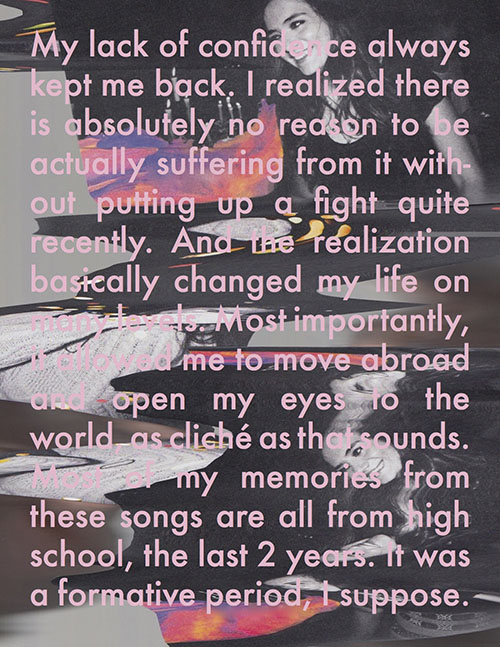 My lack of confidence always
kept me back. I realized there
is absolutely no reason to be
actually suffering from it with-
out putting up a fight quite
recently. And the realization
basically changed my life on
many levels. Most importantly,
it allowed me to move abroad
and open my eyes to the
world, as cliché as that sounds.
Most of my memories from
these songs are all from high
school, the last 2 years. It was
a formative period, I suppose.